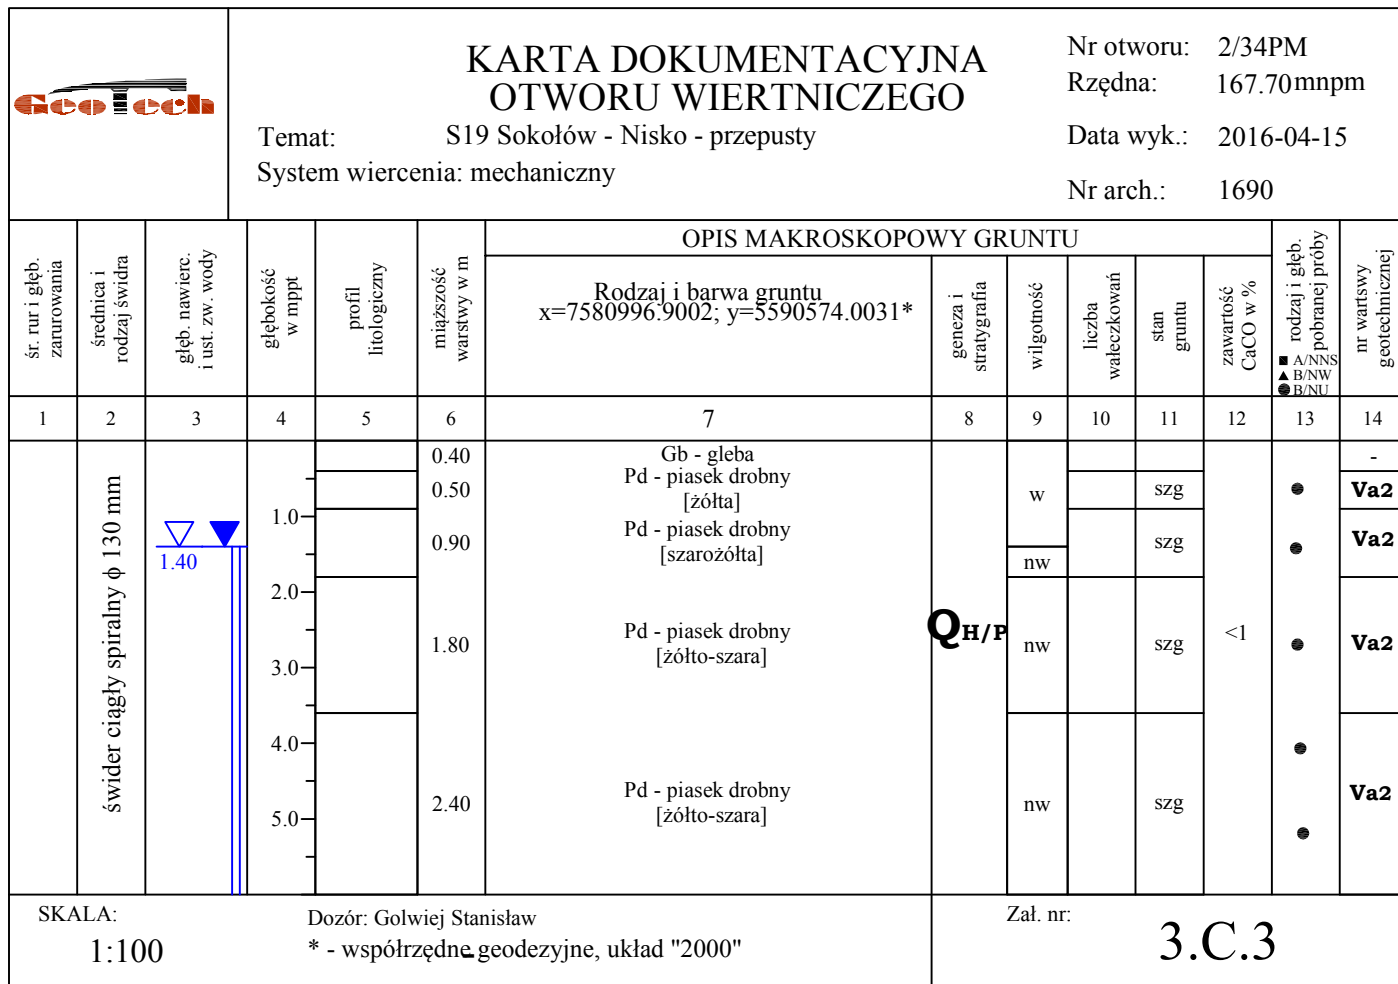 GeoTech
KARTA DOKUMENTACYJNA
OTWORU WIERTNICZEGO
Temat: S19 Sokołów - Nisko - przepusty
System wiercenia: mechaniczny
Nr otworu: 2/34PM
Rzędna: 167.70mnpm
Data wyk.: 2016-04-15
Nr arch.: 1690
śr. rur i głęb.
zarurowania
średnica i
rodzaj świdra
głęb. nawierc.
i ust. zw. wody
głębokość
w mppt
profil
litologiczny
miąższość
warstwy w m
OPIS MAKROSKOPOWY GRUNTU
Rodzaj i barwa gruntu
x=7580996.9002; y=5590574.0031*
geneza i
stratygrafia
wilgotność
liczba
wałeczkowań
stan
gruntu
zawartość
CaCO w %
rodzaj i głęb.
pobranej próby
A/NNS
B/NW
B/NU
nr wartswy
geotechnicznej
1 2 3 4 5 6 7 8 9 10 11 12 13 14
świder ciągły spiralny ϕ 130 mm
1.40
1.0
2.0
3.0
4.0
5.0
0.40 Gb - gleba -
0.50 Pd - piasek drobny
[żółta]
w szg Va2
0.90 Pd - piasek drobny
[szarożółta]
nw szg Va2
1.80 Pd - piasek drobny
[żółto-szara]
QH/P nw szg <1 Va2
2.40 Pd - piasek drobny
[żółto-szara]
nw szg Va2
SKALA:
1:100
Dozór: Golwiej Stanisław
* - współrzędne geodezyjne, układ "2000"
Zał. nr:
3.C.3